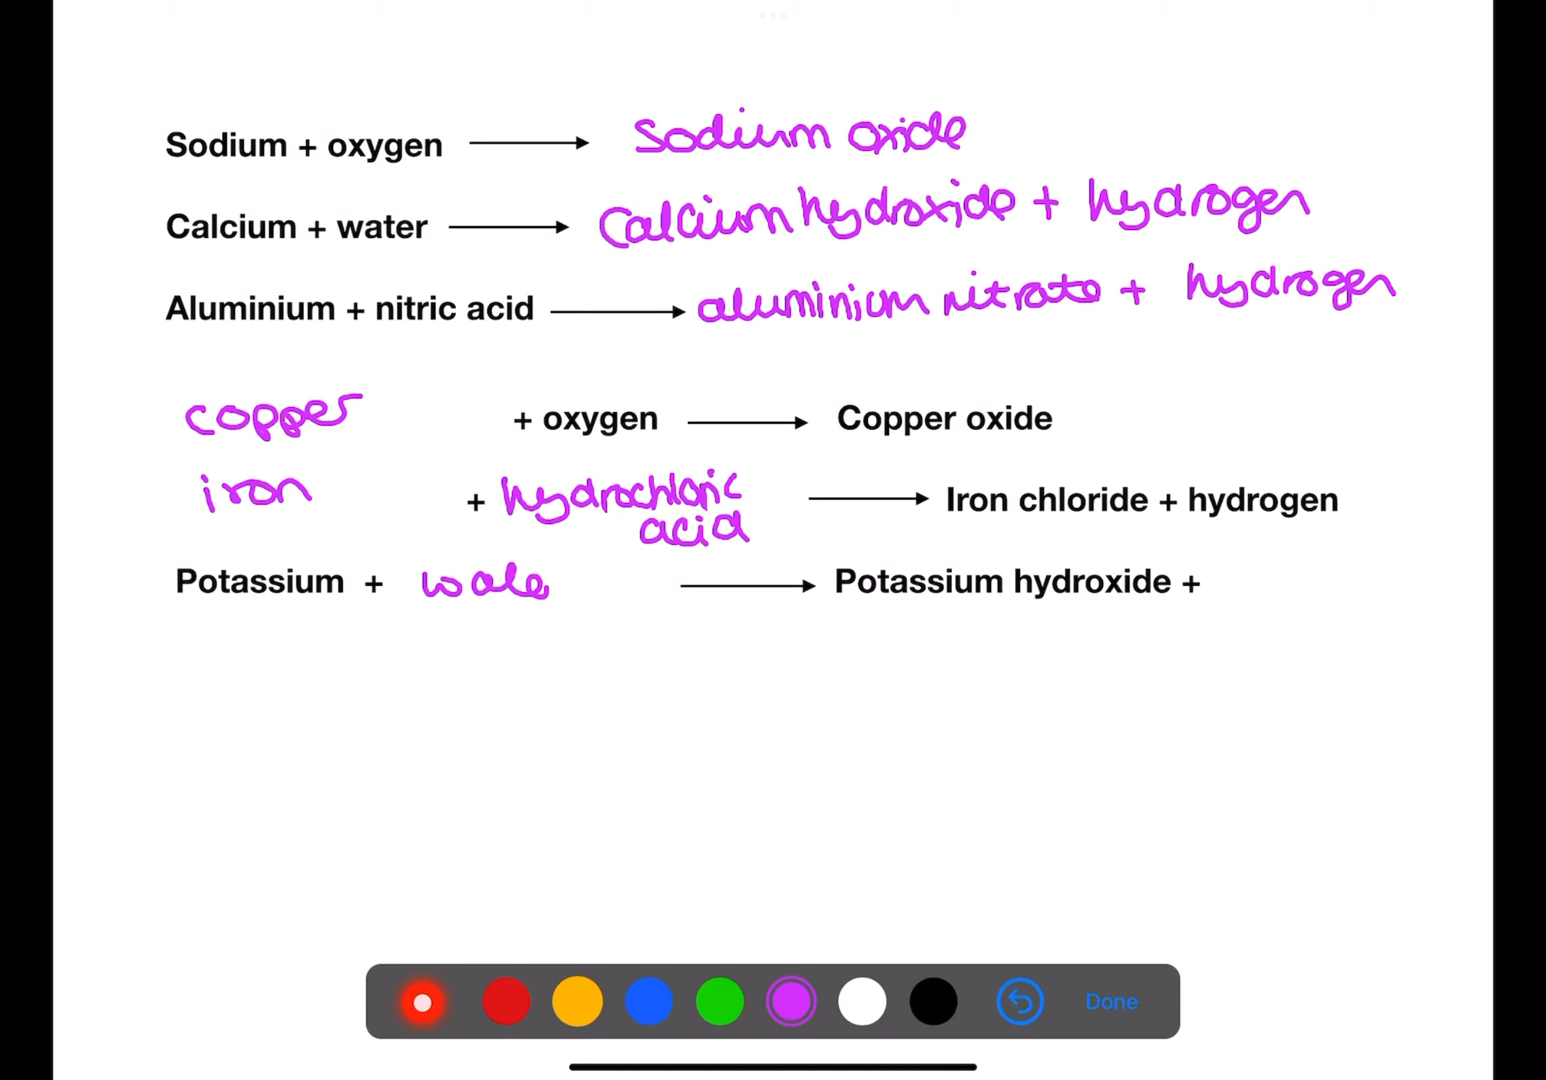 Sodium + oxygen → Sodium oxide
Calcium + water → Calcium hydroxide + hydrogen
Aluminium + nitric acid → aluminium nitrate + hydrogen
copper + oxygen → Copper oxide
iron + hydrochloric acid → Iron chloride + hydrogen
Potassium + wate → Potassium hydroxide +
Done